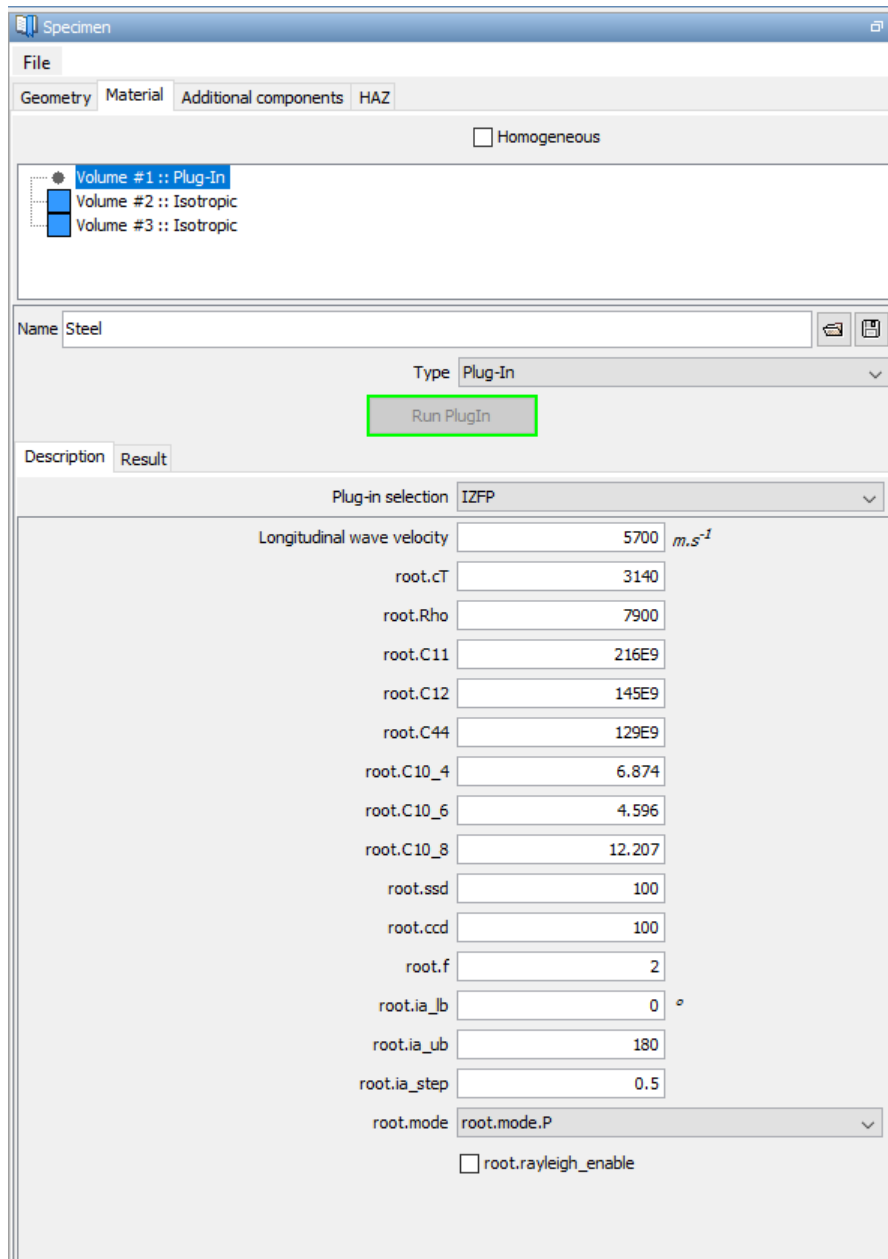 Specimen
File
Geometry Material Additional components HAZ
Homogeneous
Volume #1 :: Plug-In
Volume #2 :: Isotropic
Volume #3 :: Isotropic
Name Steel
Type Plug-In
Run PlugIn
Description Result
Plug-in selection IZFP
Longitudinal wave velocity 5700 m.s⁻¹
root.cT 3140
root.Rho 7900
root.C11 216E9
root.C12 145E9
root.C44 129E9
root.C10_4 6.874
root.C10_6 4.596
root.C10_8 12.207
root.ssd 100
root.ccd 100
root.f 2
root.ia_lb 0 °
root.ia_ub 180
root.ia_step 0.5
root.mode root.mode.P
root.rayleigh_enable